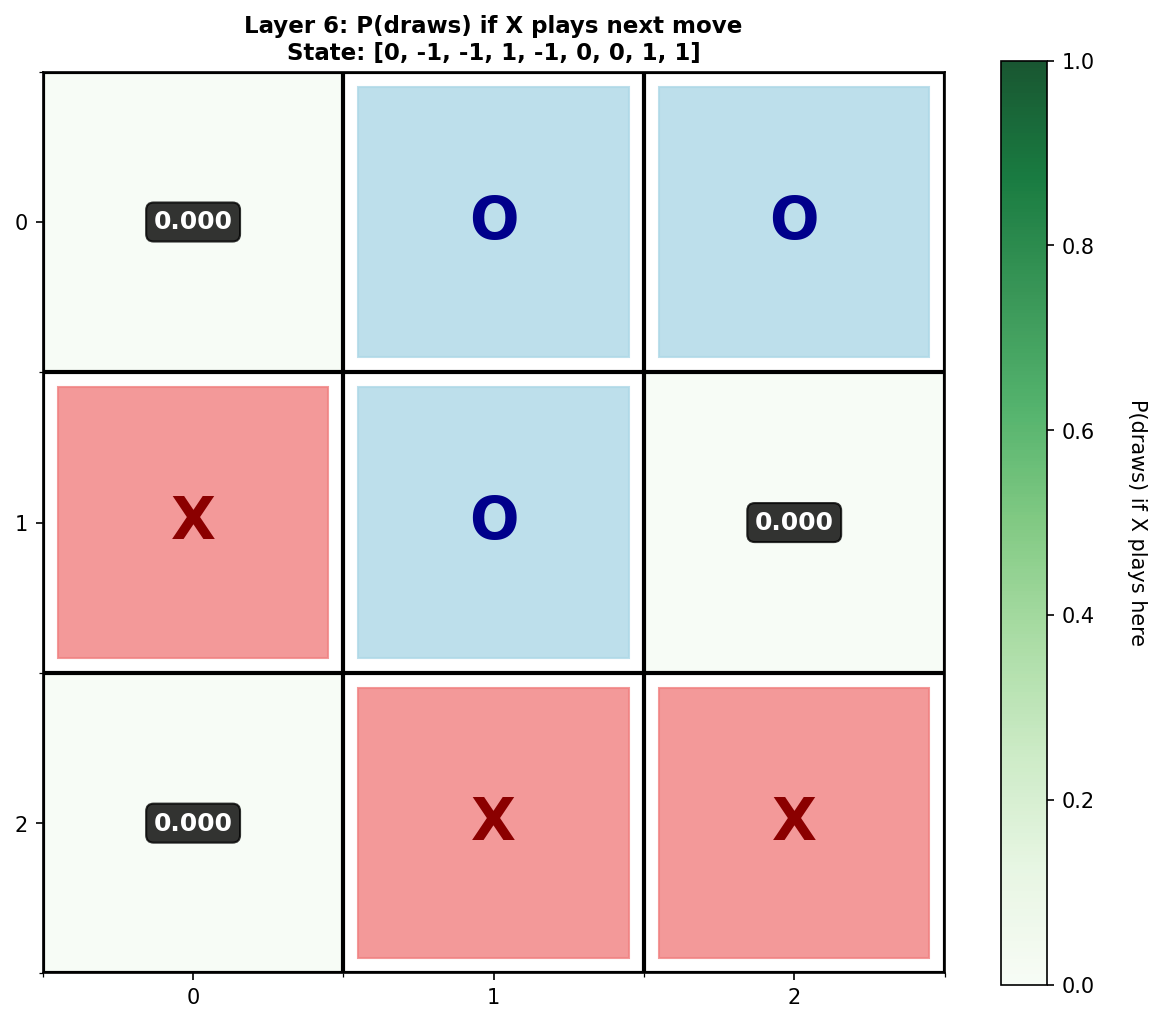 Layer 6: P(draws) if X plays next move
State: [0, -1, -1, 1, -1, 0, 0, 1, 1]
0
0.000
O
O
1
X
O
0.000
2
0.000
X
X
0
1
2
1.0
0.8
0.6
0.4
0.2
0.0
P(draws) if X plays here